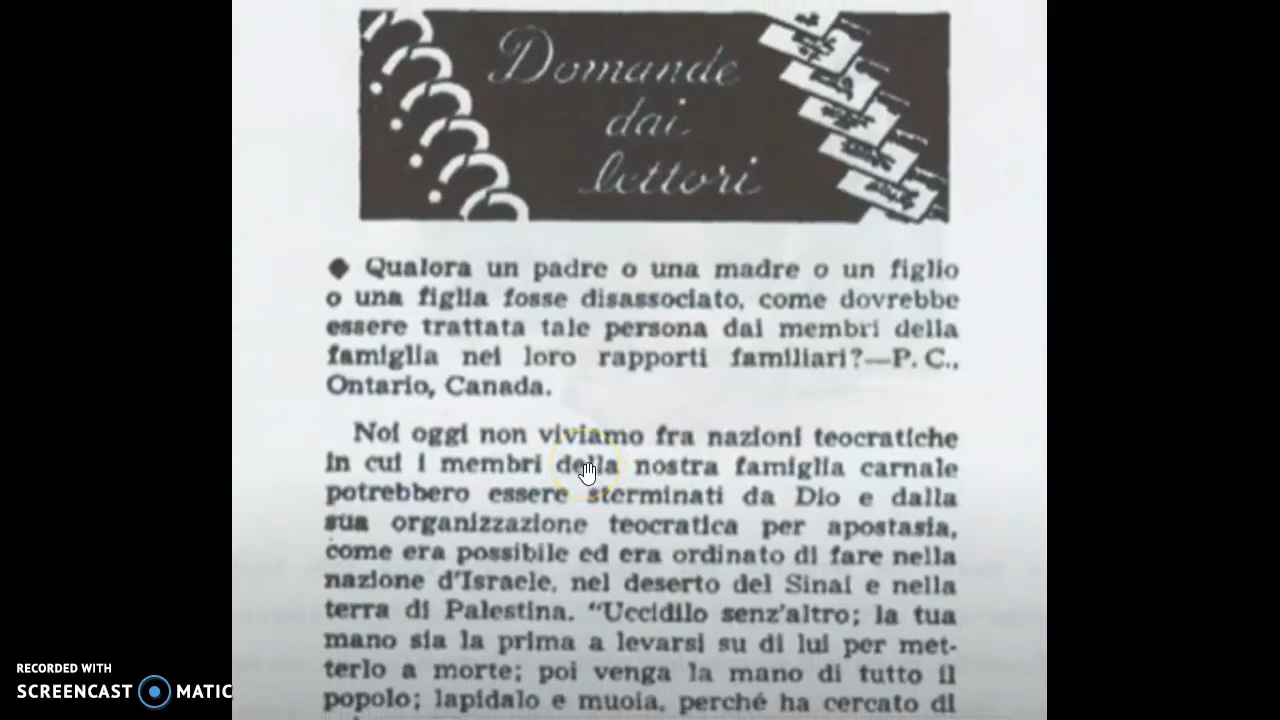 Domande
dai
lettori
◆ Qualora un padre o una madre o un figlio
o una figlia fosse disassociato, come dovrebbe
essere trattata tale persona dai membri della
famiglia nei loro rapporti familiari?—P. C.,
Ontario, Canada.
Noi oggi non viviamo fra nazioni teocratiche
in cui i membri della nostra famiglia carnale
potrebbero essere sterminati da Dio e dalla
sua organizzazione teocratica per apostasia,
come era possibile ed era ordinato di fare nella
nazione d'Israele, nel deserto del Sinai e nella
terra di Palestina. “Uccidilo senz'altro; la tua
mano sia la prima a levarsi su di lui per met-
terlo a morte; poi venga la mano di tutto il
popolo; lapidalo e muoia, perché ha cercato di
RECORDED WITH
SCREENCAST MATIC